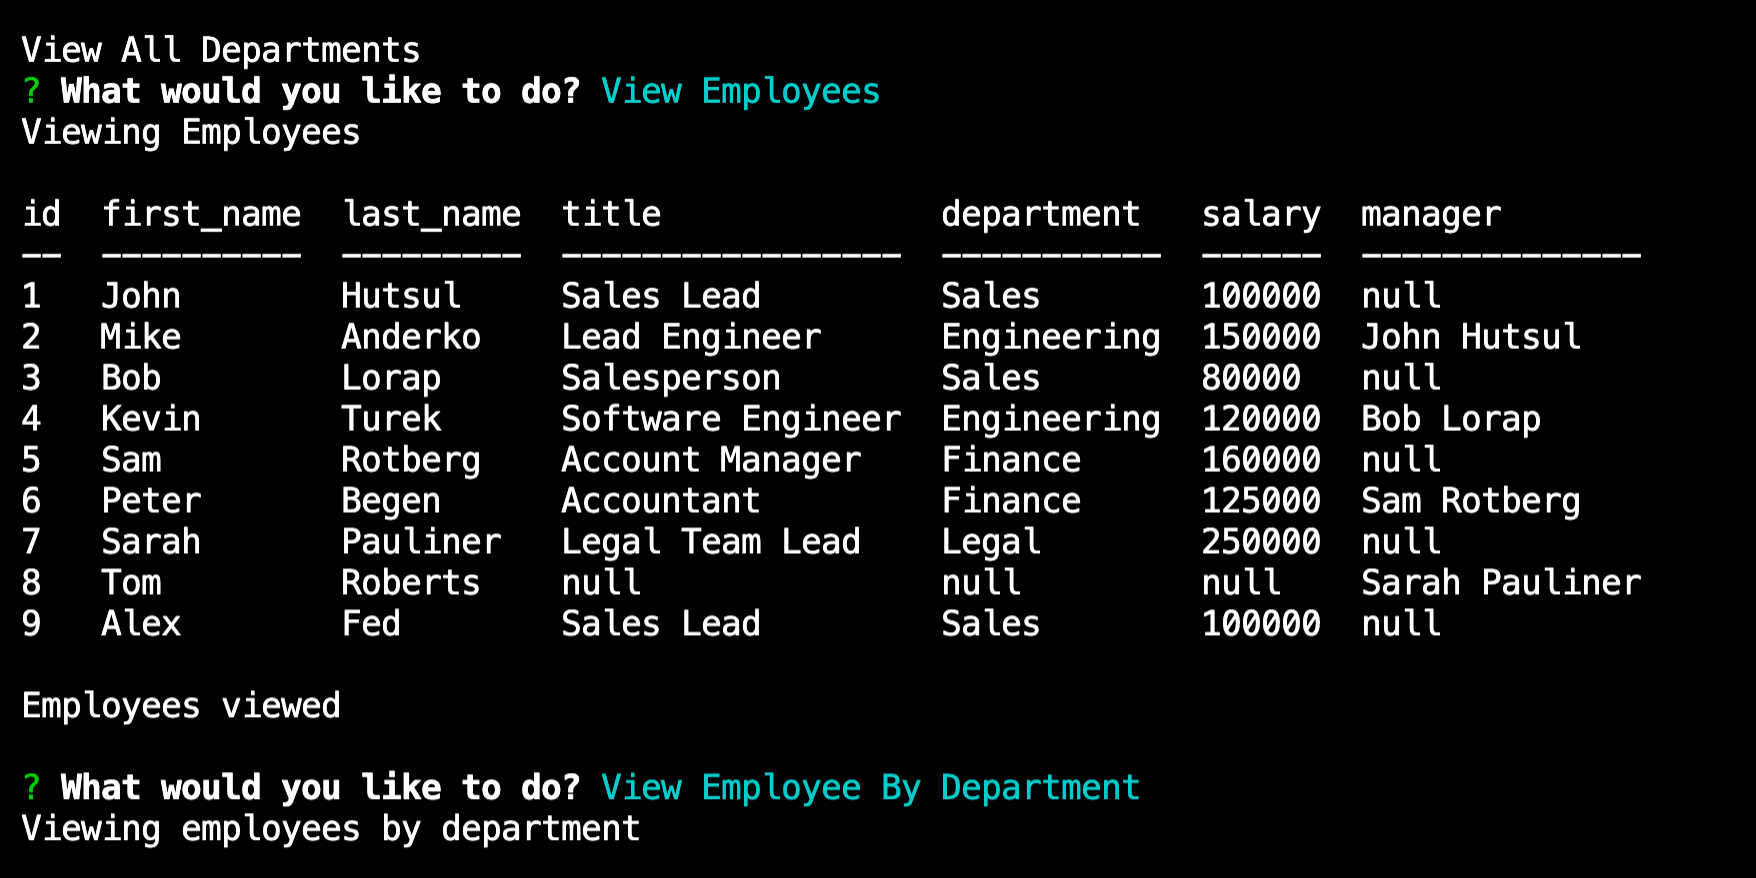 View All Departments
? What would you like to do? View Employees
Viewing Employees
id  first_name  last_name  title              department   salary  manager
--  ----------  ---------  -----------------  -----------  ------  --------------
1   John        Hutsul     Sales Lead         Sales        100000  null
2   Mike        Anderko    Lead Engineer      Engineering  150000  John Hutsul
3   Bob         Lorap      Salesperson        Sales        80000   null
4   Kevin       Turek      Software Engineer  Engineering  120000  Bob Lorap
5   Sam         Rotberg    Account Manager    Finance      160000  null
6   Peter       Begen      Accountant         Finance      125000  Sam Rotberg
7   Sarah       Pauliner   Legal Team Lead    Legal        250000  null
8   Tom         Roberts    null               null         null    Sarah Pauliner
9   Alex        Fed        Sales Lead         Sales        100000  null
Employees viewed
? What would you like to do? View Employee By Department
Viewing employees by department